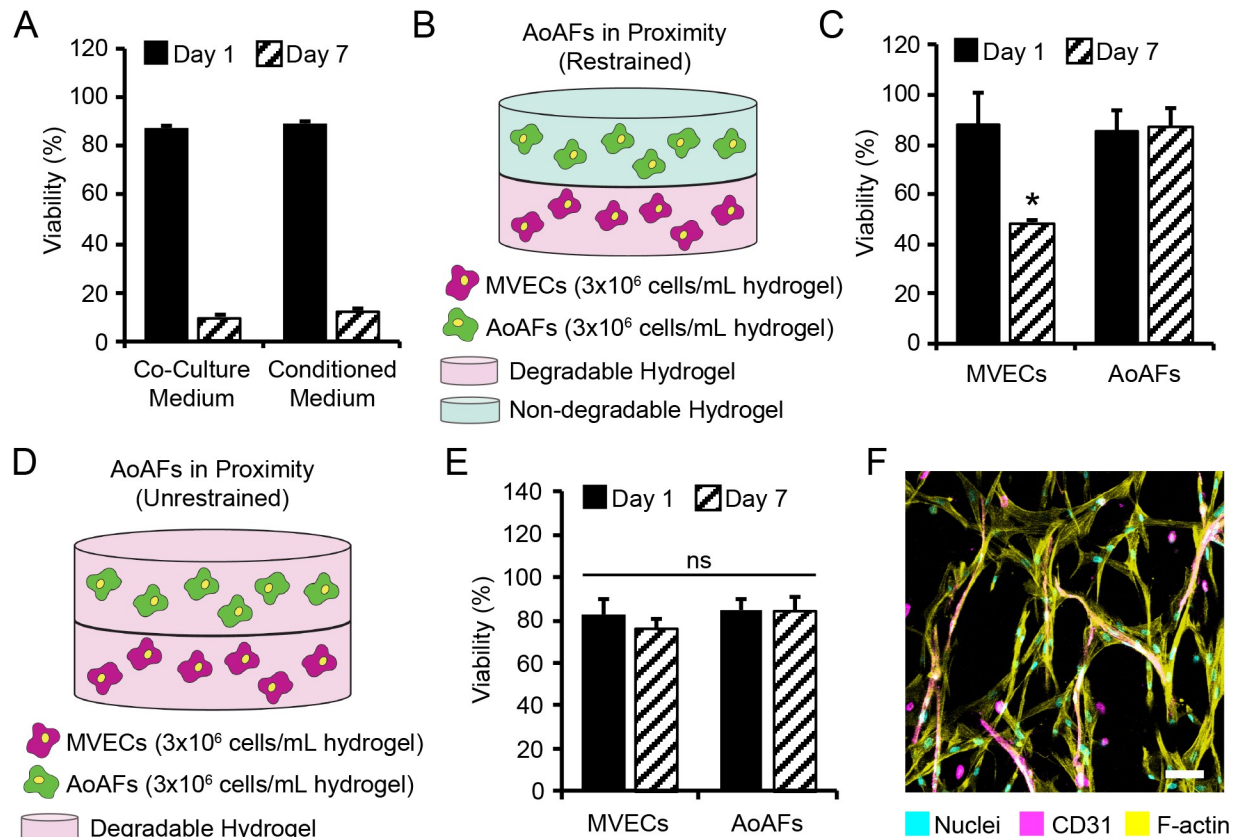 A
Day 1
Day 7
120
100
80
60
40
20
0
Viability (%)
Co-Culture
Medium
Conditioned
Medium
B
AoAFs in Proximity
(Restrained)
MVECs (3x10⁶ cells/mL hydrogel)
AoAFs (3x10⁶ cells/mL hydrogel)
Degradable Hydrogel
Non-degradable Hydrogel
C
Day 1
Day 7
120
100
80
60
40
20
0
Viability (%)
*
MVECs
AoAFs
D
AoAFs in Proximity
(Unrestrained)
MVECs (3x10⁶ cells/mL hydrogel)
AoAFs (3x10⁶ cells/mL hydrogel)
Degradable Hydrogel
E
140
120
100
80
60
40
20
0
Viability (%)
Day 1
Day 7
ns
MVECs
AoAFs
F
Nuclei
CD31
F-actin